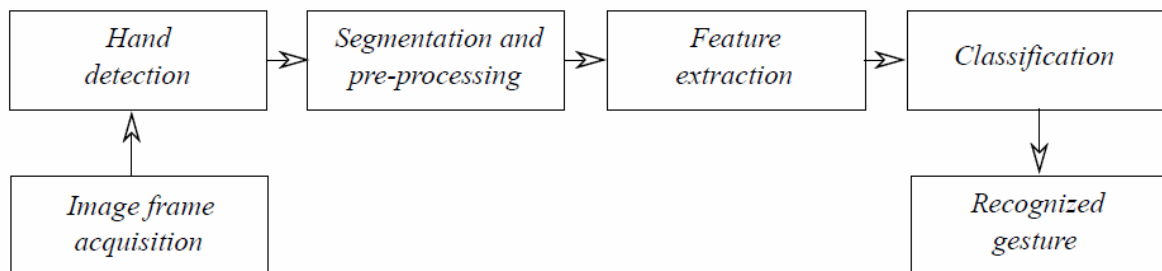 Hand
detection
Segmentation and
pre-processing
Feature
extraction
Classification
Image frame
acquisition
Recognized
gesture